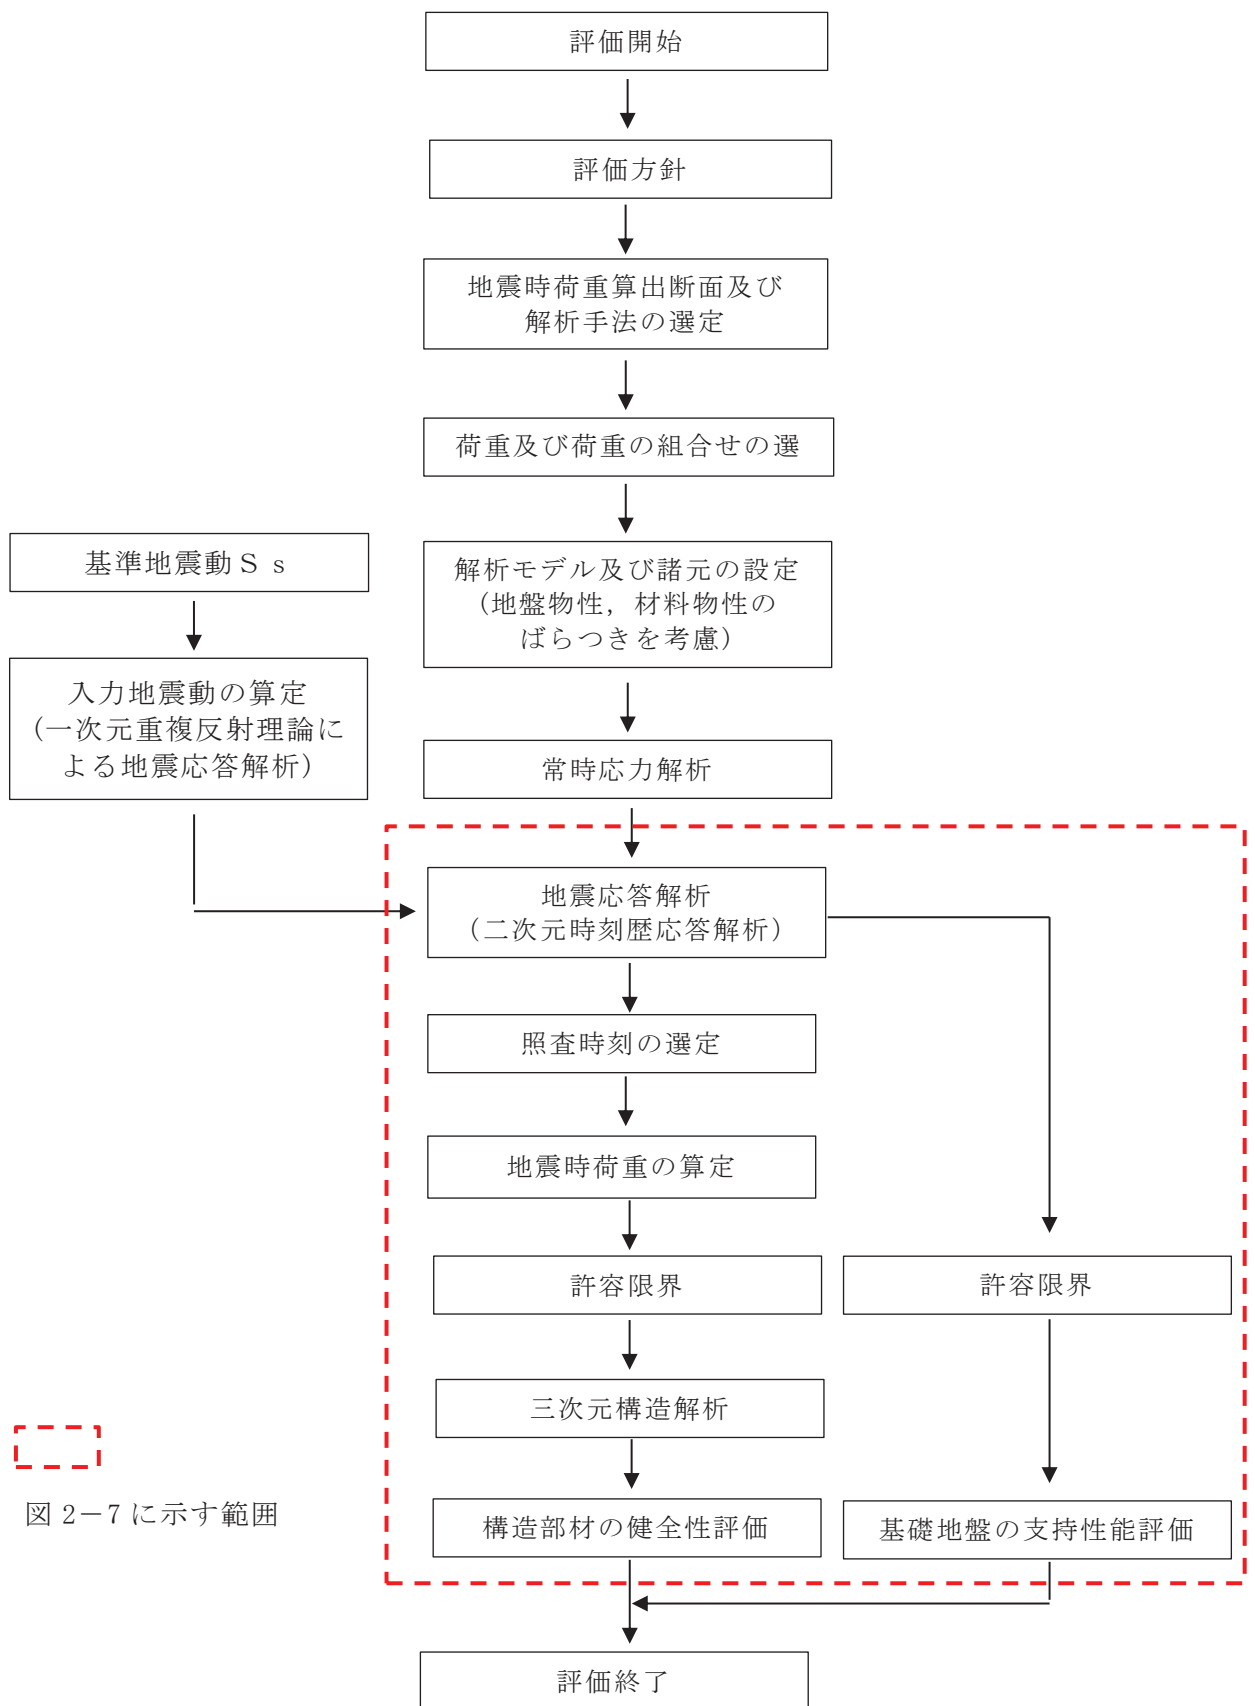 評価開始
評価方針
地震時荷重算出断面及び
解析手法の選定
荷重及び荷重の組合せの選
基準地震動Ｓｓ
解析モデル及び諸元の設定
（地盤物性，材料物性の
ばらつきを考慮）
入力地震動の算定
（一次元重複反射理論に
よる地震応答解析）
常時応力解析
地震応答解析
（二次元時刻歴応答解析）
照査時刻の選定
地震時荷重の算定
許容限界
許容限界
三次元構造解析
図 2－7 に示す範囲
構造部材の健全性評価
基礎地盤の支持性能評価
評価終了